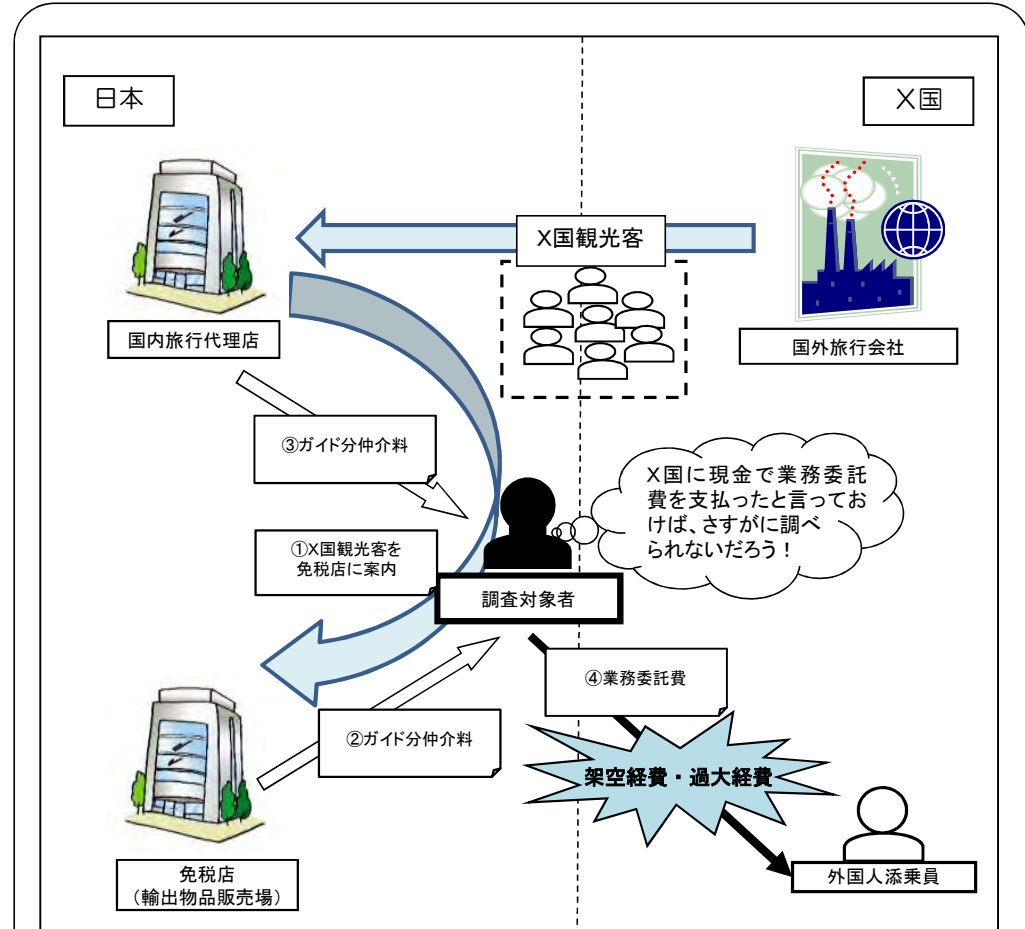 日本
X国
X国観光客
国内旅行代理店
国外旅行会社
③ガイド分仲介料
X国に現金で業務委託
費を支払ったと言ってお
けば、さすがに調べ
られないだろう！
①X国観光客を
免税店に案内
調査対象者
④業務委託費
②ガイド分仲介料
架空経費・過大経費
免税店
（輸出物品販売場）
外国人添乗員